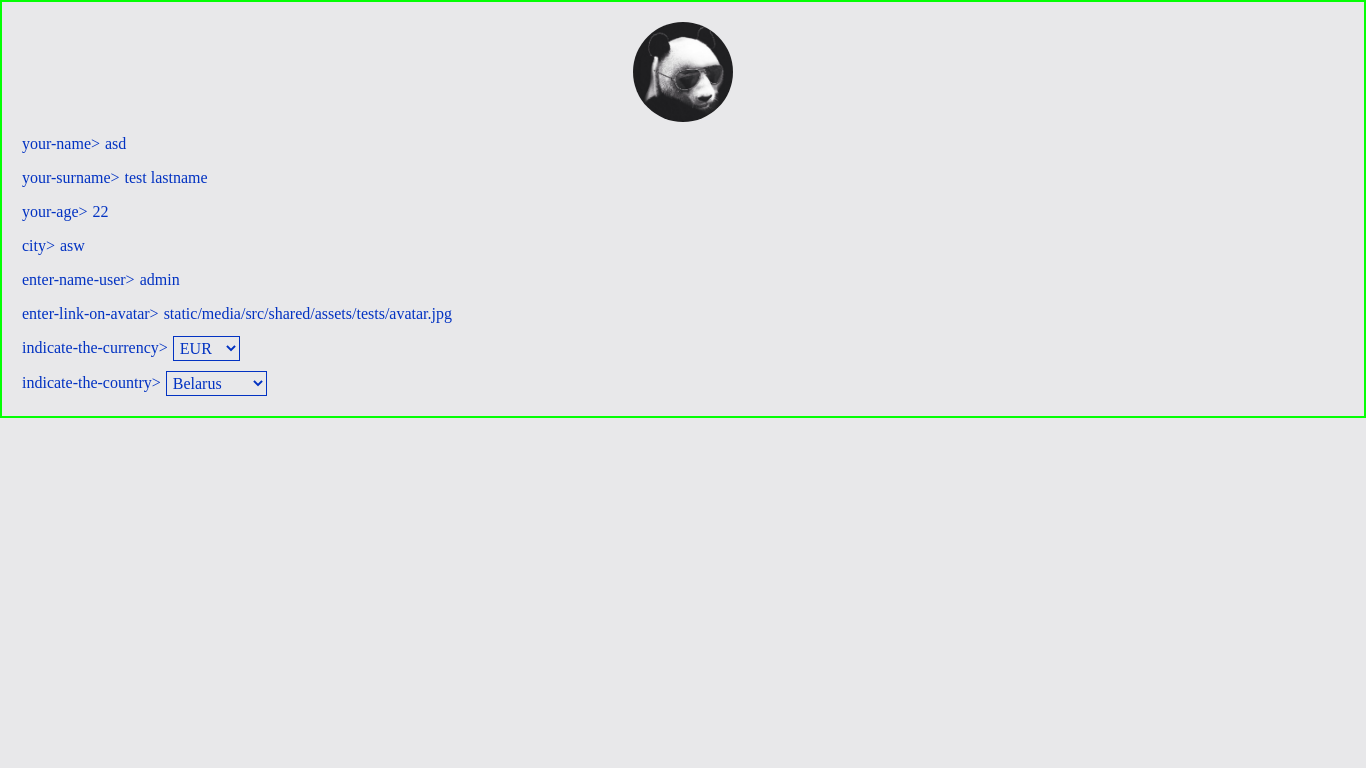 your-name> asd
your-surname> test lastname
your-age> 22
city> asw
enter-name-user> admin
enter-link-on-avatar> static/media/src/shared/assets/tests/avatar.jpg
indicate-the-currency> EUR
indicate-the-country> Belarus